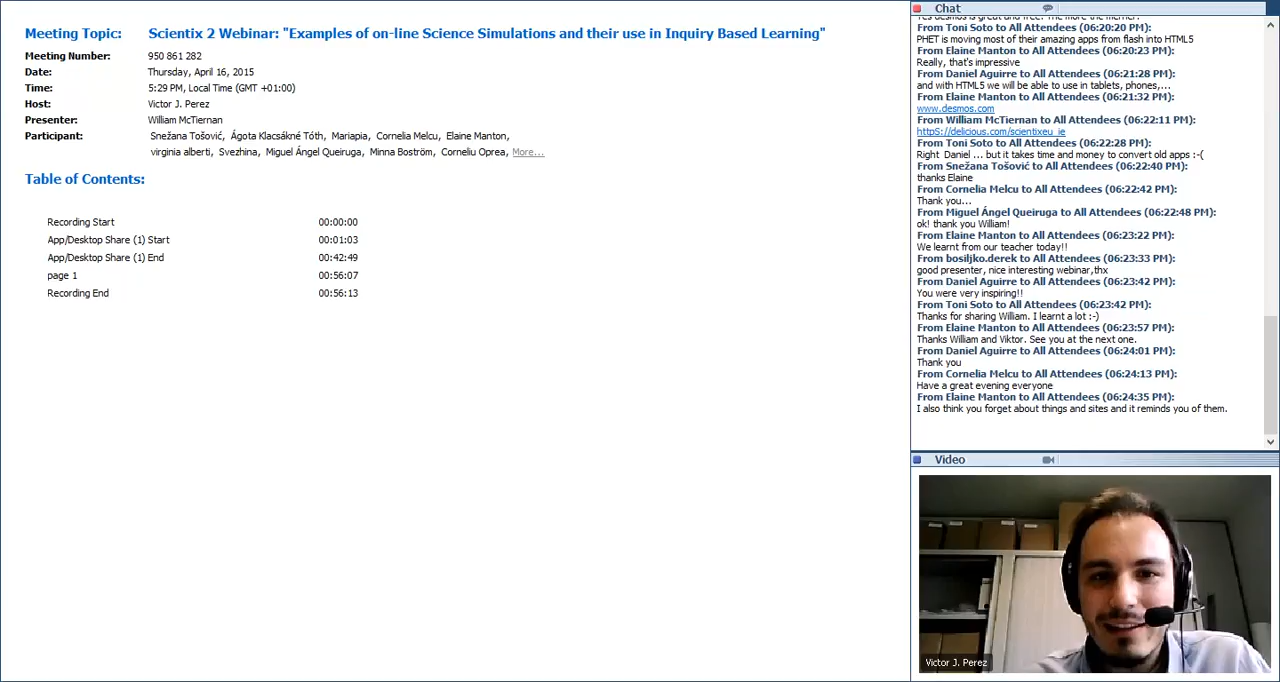 Meeting Topic: Scientix 2 Webinar: "Examples of on-line Science Simulations and their use in Inquiry Based Learning"
Meeting Number: 950 861 282
Date: Thursday, April 16, 2015
Time: 5:29 PM, Local Time (GMT +01:00)
Host: Victor J. Perez
Presenter: William McTiernan
Participant: Snežana Tošović, Ágota Klacsákné Tóth, Mariapia, Cornelia Melcu, Elaine Manton,
virginia alberti, Svezhina, Miguel Ángel Queiruga, Minna Boström, Corneliu Oprea, More...
Table of Contents:
Recording Start 00:00:00
App/Desktop Share (1) Start 00:01:03
App/Desktop Share (1) End 00:42:49
page 1 00:56:07
Recording End 00:56:13
Chat
From Toni Soto to All Attendees (06:20:20 PM):
PHET is moving most of their amazing apps from flash into HTML5
From Elaine Manton to All Attendees (06:20:23 PM):
Really, that's impressive
From Daniel Aguirre to All Attendees (06:21:28 PM):
and with HTML5 we will be able to use in tablets, phones,...
From Elaine Manton to All Attendees (06:21:32 PM):
www.desmos.com
From William McTiernan to All Attendees (06:22:11 PM):
httpS://delicious.com/scientixeu_ie
From Toni Soto to All Attendees (06:22:28 PM):
Right  Daniel ... but it takes time and money to convert old apps :-(
From Snežana Tošović to All Attendees (06:22:40 PM):
thanks Elaine
From Cornelia Melcu to All Attendees (06:22:42 PM):
Thank you...
From Miguel Ángel Queiruga to All Attendees (06:22:48 PM):
ok! thank you William!
From Elaine Manton to All Attendees (06:23:22 PM):
We learnt from our teacher today!!
From bosiljko.derek to All Attendees (06:23:33 PM):
good presenter, nice interesting webinar,thx
From Daniel Aguirre to All Attendees (06:23:42 PM):
You were very inspiring!!
From Toni Soto to All Attendees (06:23:42 PM):
Thanks for sharing William. I learnt a lot :-)
From Elaine Manton to All Attendees (06:23:57 PM):
Thanks William and Viktor. See you at the next one.
From Daniel Aguirre to All Attendees (06:24:01 PM):
Thank you
From Cornelia Melcu to All Attendees (06:24:13 PM):
Have a great evening everyone
From Elaine Manton to All Attendees (06:24:35 PM):
I also think you forget about things and sites and it reminds you of them.
Video
Victor J. Perez